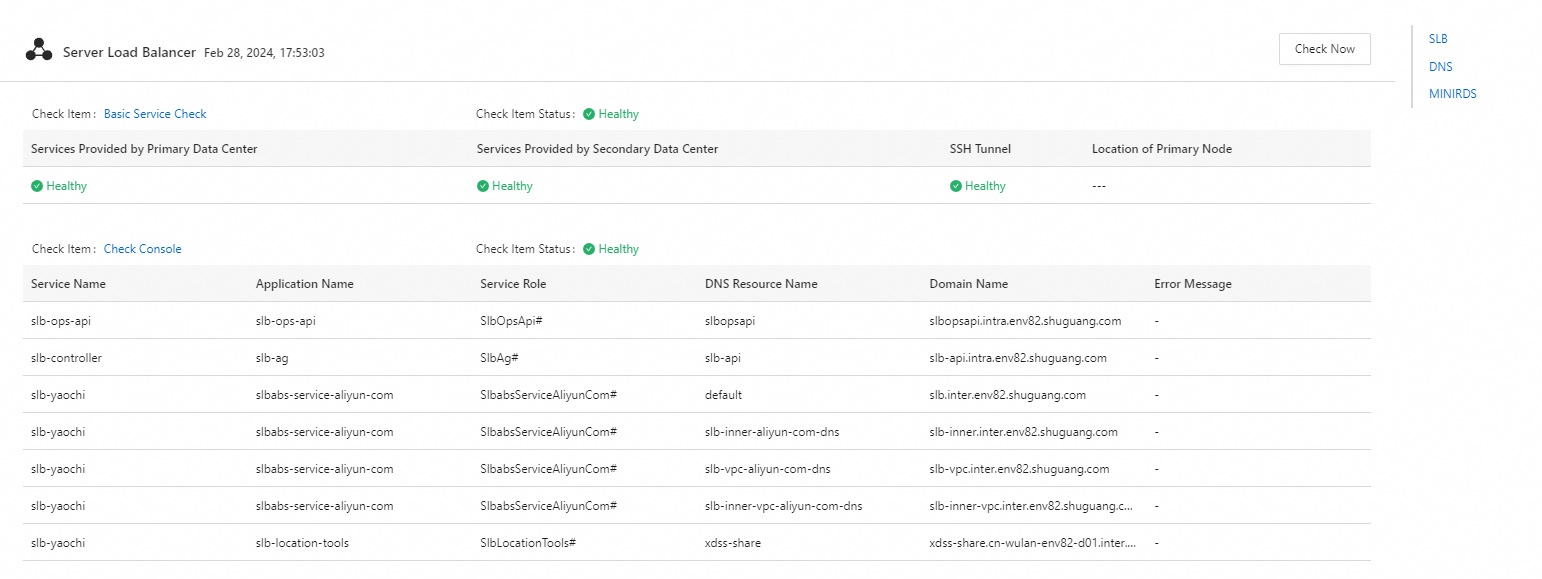 Server Load Balancer Feb 28, 2024, 17:53:03 Check Now
SLB
DNS
MINIRDS
Check Item : Basic Service Check Check Item Status : Healthy
Services Provided by Primary Data Center Services Provided by Secondary Data Center SSH Tunnel Location of Primary Node
Healthy Healthy Healthy ---
Check Item : Check Console Check Item Status : Healthy
Service Name Application Name Service Role DNS Resource Name Domain Name Error Message
slb-ops-api slb-ops-api SlbOpsApi# slbopsapi slbopsapi.intra.env82.shuguang.com -
slb-controller slb-ag SlbAg# slb-api slb-api.intra.env82.shuguang.com -
slb-yaochi slbabs-service-aliyun-com SlbabsServiceAliyunCom# default slb.inter.env82.shuguang.com -
slb-yaochi slbabs-service-aliyun-com SlbabsServiceAliyunCom# slb-inner-aliyun-com-dns slb-inner.inter.env82.shuguang.com -
slb-yaochi slbabs-service-aliyun-com SlbabsServiceAliyunCom# slb-vpc-aliyun-com-dns slb-vpc.inter.env82.shuguang.com -
slb-yaochi slbabs-service-aliyun-com SlbabsServiceAliyunCom# slb-inner-vpc-aliyun-com-dns slb-inner-vpc.inter.env82.shuguang.c... -
slb-yaochi slb-location-tools SlbLocationTools# xdss-share xdss-share.cn-wulan-env82-d01.inter.... -